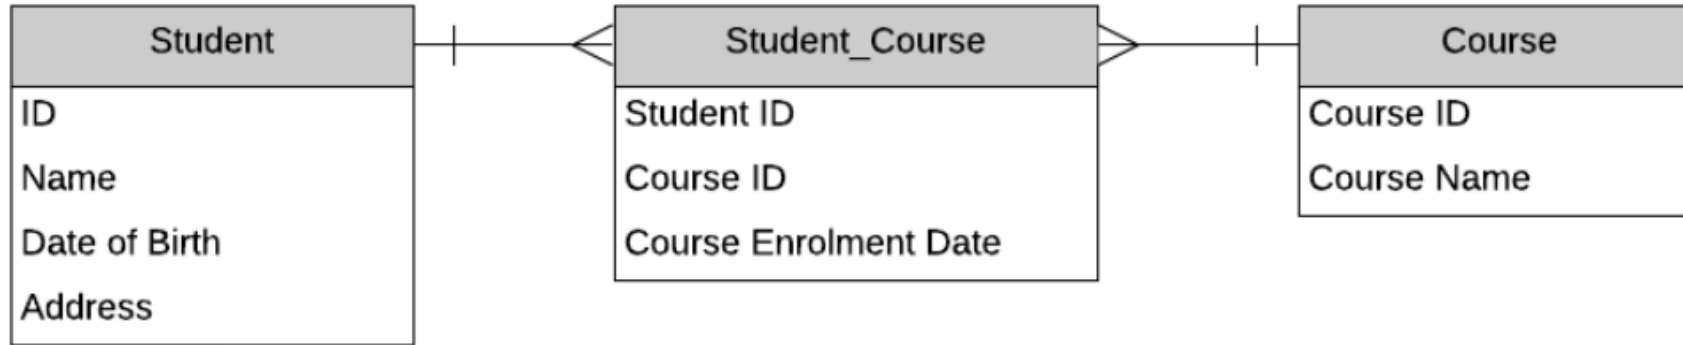 Student
ID
Name
Date of Birth
Address
Student_Course
Student ID
Course ID
Course Enrolment Date
Course
Course ID
Course Name